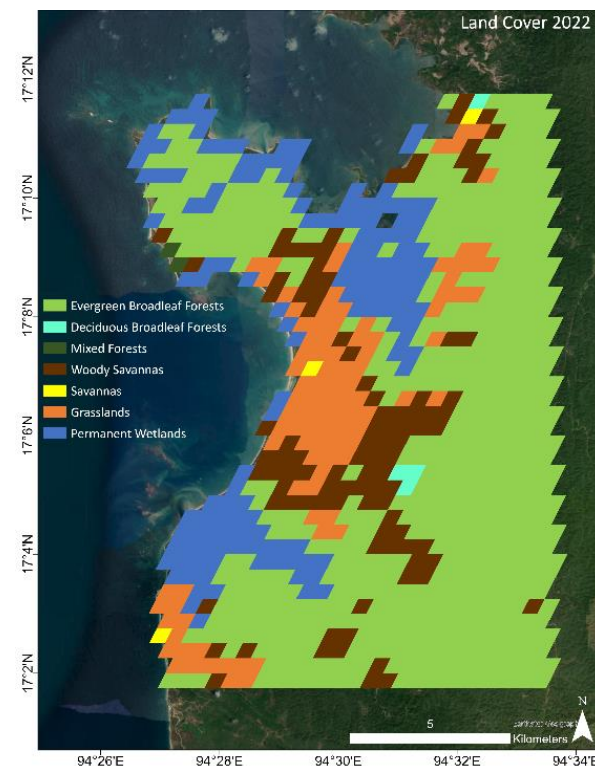 Land Cover 2022
17°12'N
17°10'N
17°8'N
17°6'N
17°4'N
17°2'N
Evergreen Broadleaf Forests
Deciduous Broadleaf Forests
Mixed Forests
Woody Savannas
Savannas
Grasslands
Permanent Wetlands
N
5
Kilometers
94°26'E
94°28'E
94°30'E
94°32'E
94°34'E